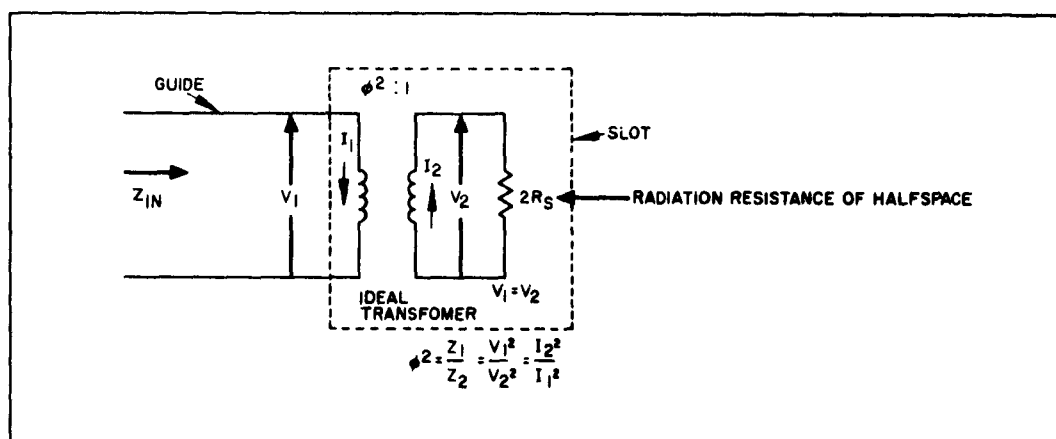 GUIDE
ϕ² : 1
I₁
I₂
SLOT
Z_IN
V₁
V₂
2R_S
RADIATION RESISTANCE OF HALFSPACE
V₁ = V₂
IDEAL
TRANSFOMER
ϕ² = Z₁/Z₂ = V₁²/V₂² = I₂²/I₁²